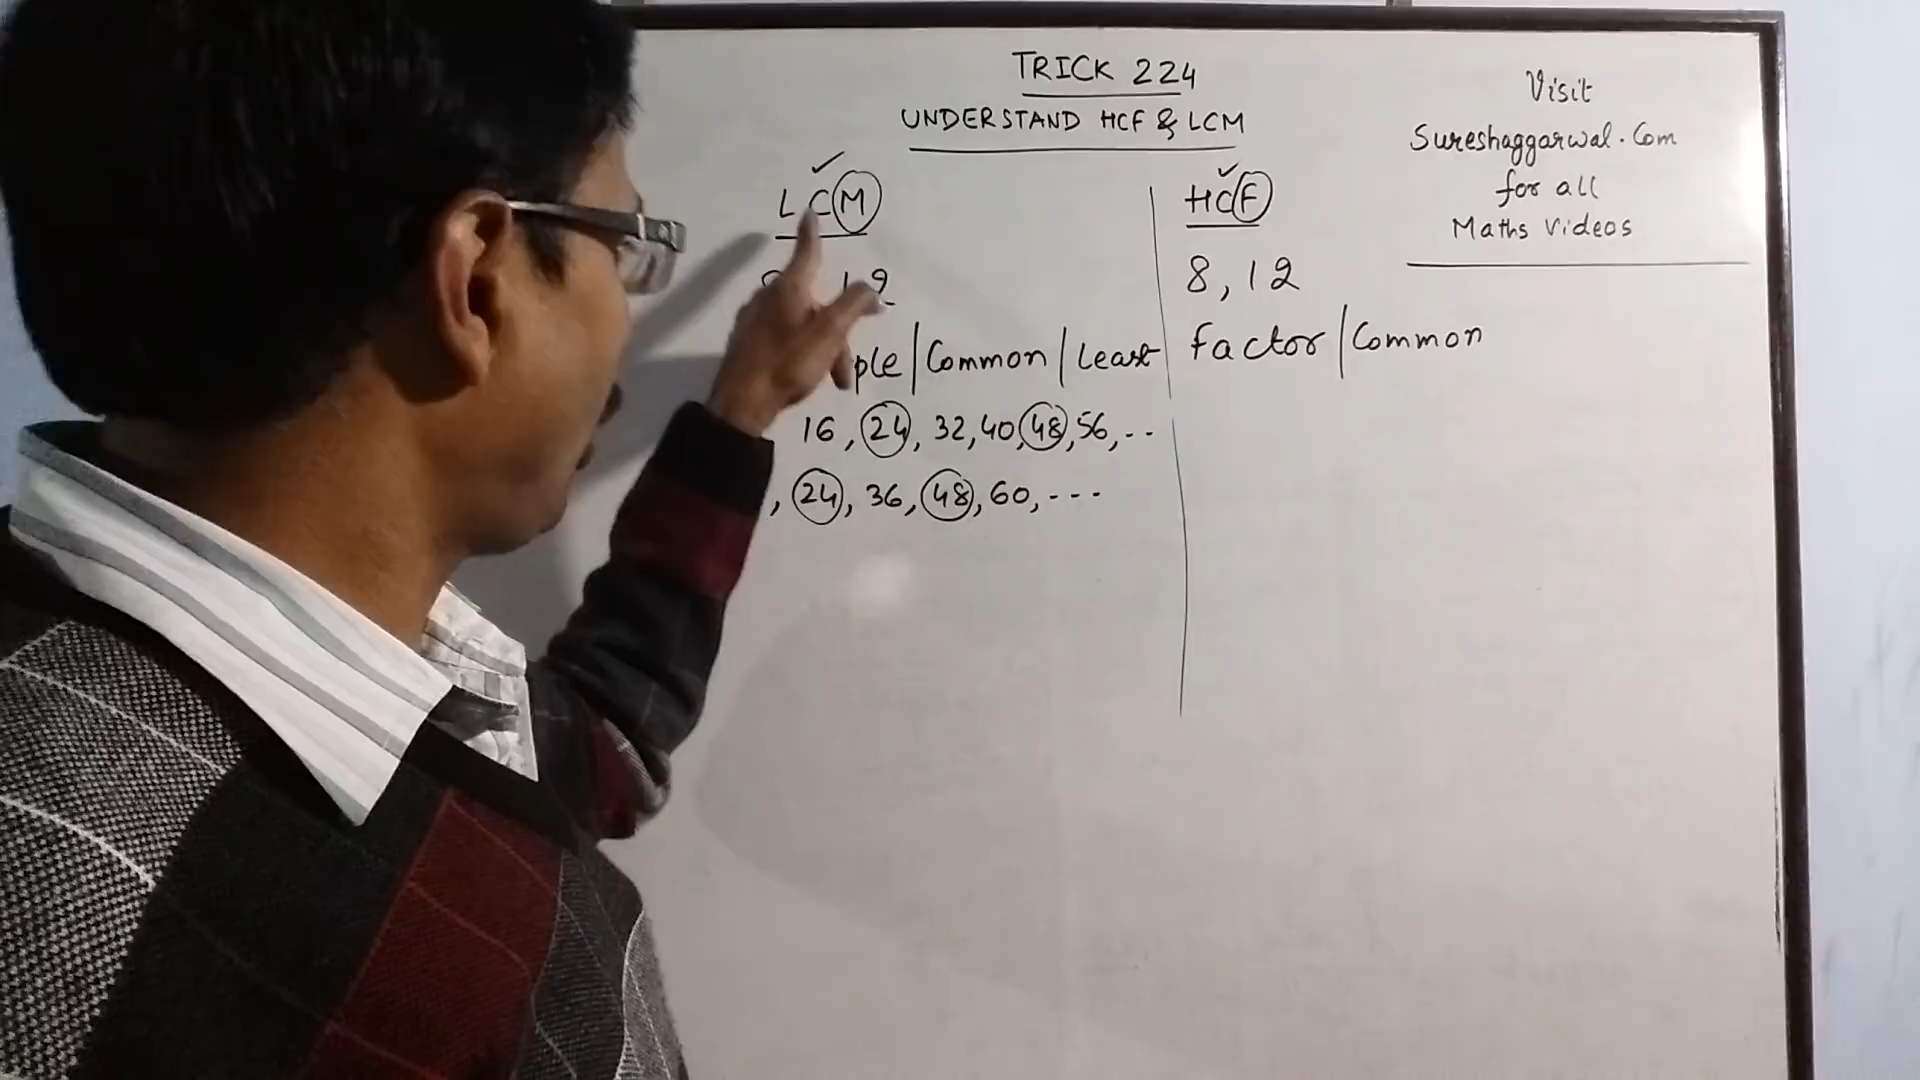 TRICK 224
UNDERSTAND HCF & LCM
Visit
Sureshaggarwal.Com
for all
Maths Videos
LCM
12
ple/Common/Least
16, 24, 32, 40, 48, 56, --
, 24, 36, 48, 60, ---
HCF
8, 12
factor/Common